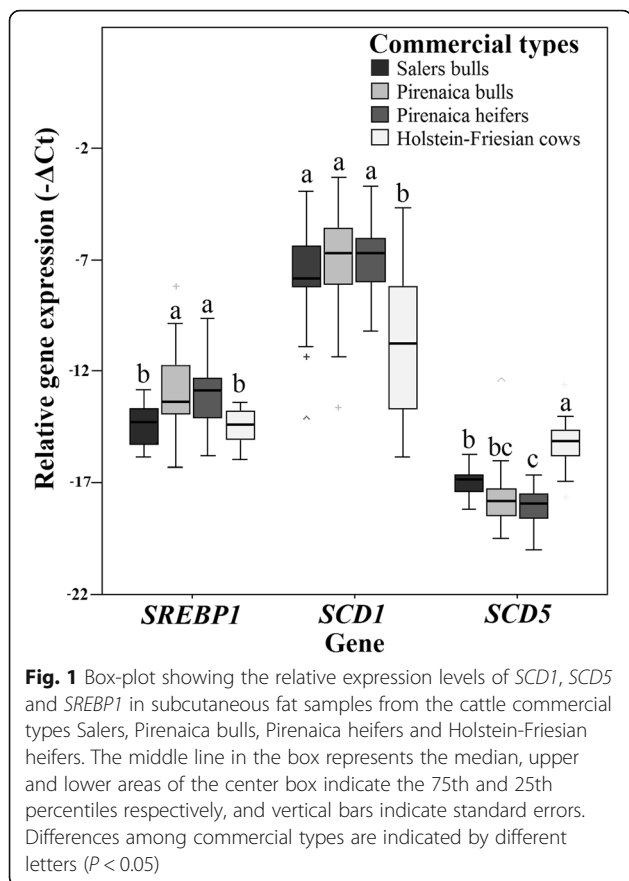 Commercial types
Salers bulls
Pirenaica bulls
Pirenaica heifers
Holstein-Friesian cows
Relative gene expression (-ΔCt)
-2
-7
-12
-17
-22
b a a b
a a a b
b bc c a
SREBP1 SCD1 SCD5
Gene
Fig. 1 Box-plot showing the relative expression levels of SCD1, SCD5
and SREBP1 in subcutaneous fat samples from the cattle commercial
types Salers, Pirenaica bulls, Pirenaica heifers and Holstein-Friesian
heifers. The middle line in the box represents the median, upper
and lower areas of the center box indicate the 75th and 25th
percentiles respectively, and vertical bars indicate standard errors.
Differences among commercial types are indicated by different
letters (P < 0.05)